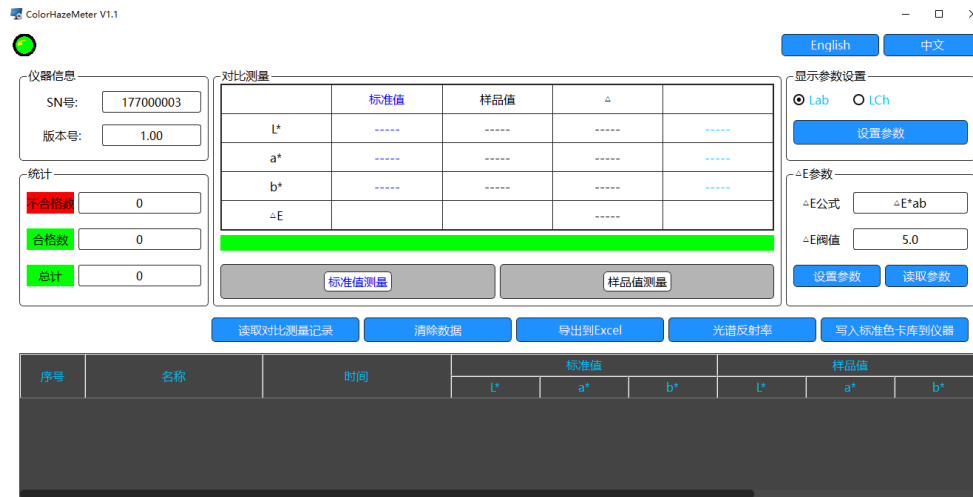 ColorHazeMeter V1.1
English 中文
仪器信息 对比测量 显示参数设置
SN号: 177000003
版本号: 1.00
标准值 样品值 △
L* ----- ----- ----- -----
a* ----- ----- ----- -----
b* ----- ----- ----- -----
△E -----
Lab LCh
设置参数
统计
不合格数 0
合格数 0
总计 0
△E参数
△E公式 △E*ab
△E阀值 5.0
设置参数 读取参数
标准值测量 样品值测量
读取对比测量记录 清除数据 导出到Excel 光谱反射率 写入标准色卡库到仪器
序号 名称 时间 标准值 样品值
L* a* b* L* a* b*